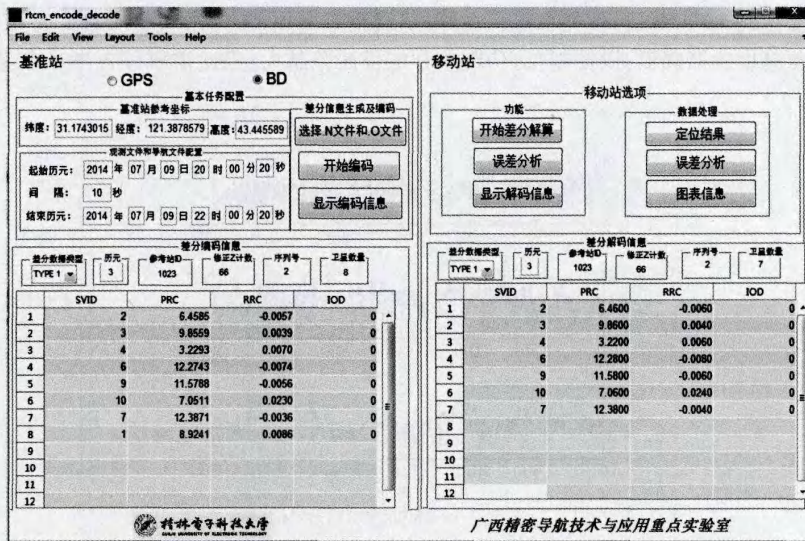 rtcm_encode_decode
File Edit View Layout Tools Help
基准站
GPS BD
基本任务配置
基准站参考坐标
纬度: 31.1743015 经度: 121.3878579 高度: 43.445589
观测文件和导航文件配置
起始历元: 2014 年 07 月 09 日 20 时 00 分 20 秒
间 隔: 10 秒
结束历元: 2014 年 07 月 09 日 22 时 00 分 20 秒
差分信息生成及编码
选择.N文件和.O文件
开始编码
显示编码信息
差分编码信息
差分数据类型 历元 参考站ID 修正Z计数 序列号 卫星数量
TYPE 1 3 1023 66 2 8
SVID PRC RRC IOD
1 2 6.4585 -0.0057 0
2 3 9.8559 0.0039 0
3 4 3.2293 0.0070 0
4 6 12.2743 -0.0074 0
5 9 11.5788 -0.0056 0
6 10 7.0511 0.0230 0
7 7 12.3871 -0.0036 0
8 1 8.9241 0.0086 0
9
10
11
12
移动站
移动站选项
功能
开始差分解算
误差分析
显示解码信息
数据处理
定位结果
误差分析
图表信息
差分解码信息
差分数据类型 历元 参考站ID 修正Z计数 序列号 卫星数量
TYPE 1 3 1023 66 2 7
SVID PRC RRC IOD
1 2 6.4600 -0.0060 0
2 3 9.8600 0.0040 0
3 4 3.2200 0.0060 0
4 6 12.2800 -0.0080 0
5 9 11.5800 -0.0060 0
6 10 7.0600 0.0240 0
7 7 12.3800 -0.0040 0
8
9
10
11
12
桂林电子科技大学
GUILIN UNIVERSITY OF ELECTRONIC TECHNOLOGY
广西精密导航技术与应用重点实验室